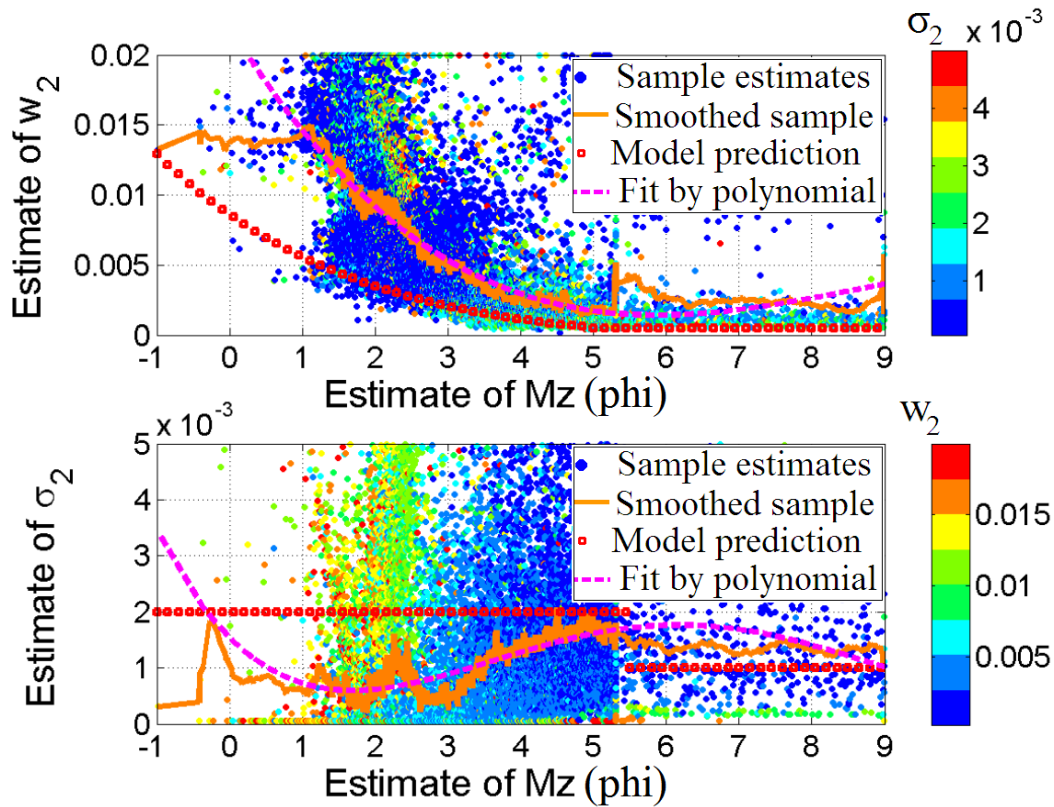 σ2 x 10-3
0.02
0.015
0.01
0.005
0
Estimate of w2
Sample estimates
Smoothed sample
Model prediction
Fit by polynomial
4
3
2
1
-1 0 1 2 3 4 5 6 7 8 9
Estimate of Mz (phi)
x 10-3
w2
5
4
3
2
1
0
Estimate of σ2
Sample estimates
Smoothed sample
Model prediction
Fit by polynomial
0.015
0.01
0.005
-1 0 1 2 3 4 5 6 7 8 9
Estimate of Mz (phi)